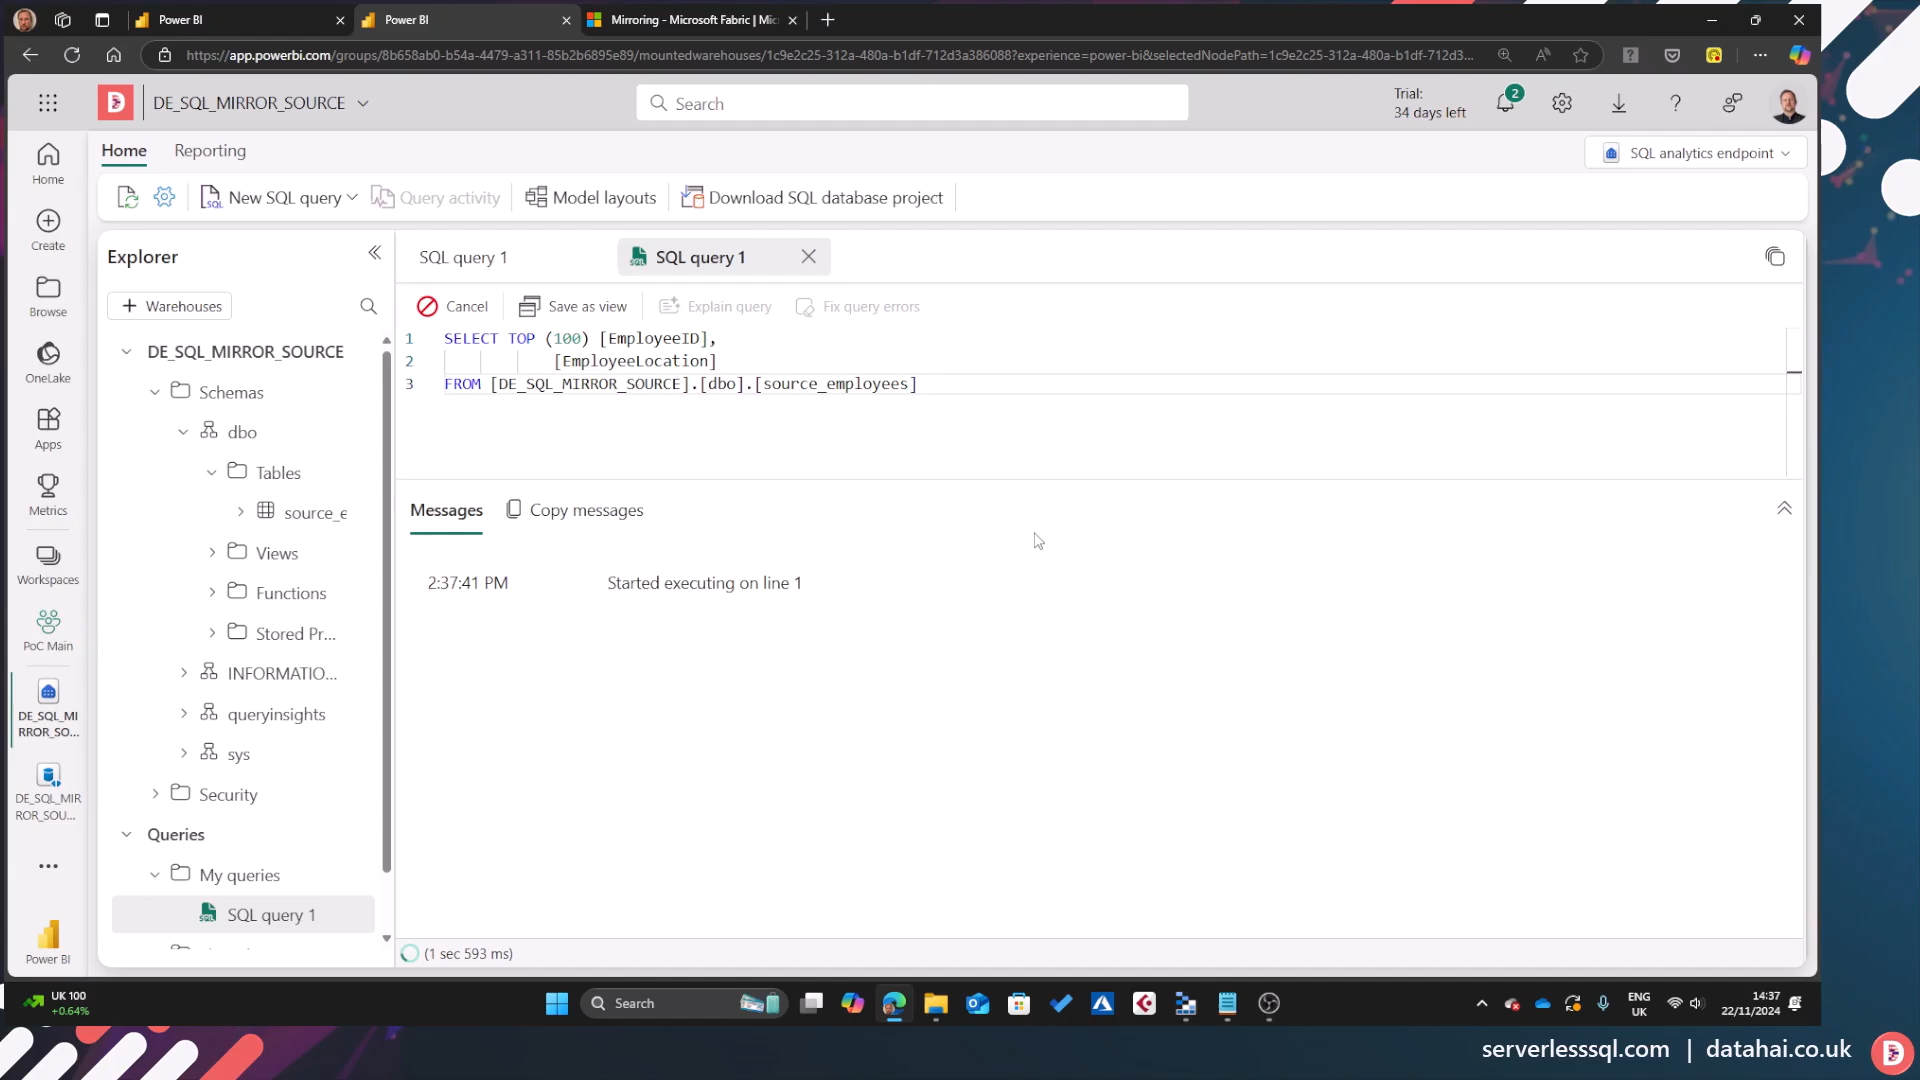 Power BI
Power BI
Mirroring - Microsoft Fabric | Mic
https://app.powerbi.com/groups/8b658ab0-b54a-4479-a311-85b2b6895e89/mountedwarehouses/1c9e2c25-312a-480a-b1df-712d3a386088?experience=power-bi&selectedNodePath=1c9e2c25-312a-480a-b1df-712d3...
DE_SQL_MIRROR_SOURCE
Search
Trial:
34 days left
2
Home
Reporting
SQL analytics endpoint
New SQL query
Query activity
Model layouts
Download SQL database project
Home
Create
Browse
OneLake
Apps
Metrics
Workspaces
PoC Main
DE_SQL_MI
RROR_SO...
DE_SQL_MIR
ROR_SOU...
Power BI
Explorer
Warehouses
DE_SQL_MIRROR_SOURCE
Schemas
dbo
Tables
source_e
Views
Functions
Stored Pr...
INFORMATIO...
queryinsights
sys
Security
Queries
My queries
SQL query 1
SQL query 1
SQL query 1
Cancel
Save as view
Explain query
Fix query errors
1 SELECT TOP (100) [EmployeeID],
2 [EmployeeLocation]
3 FROM [DE_SQL_MIRROR_SOURCE].[dbo].[source_employees]
Messages
Copy messages
2:37:41 PM Started executing on line 1
(1 sec 593 ms)
UK 100
+0.64%
Search
ENG
UK
14:37
22/11/2024
serverlesssql.com | datahai.co.uk